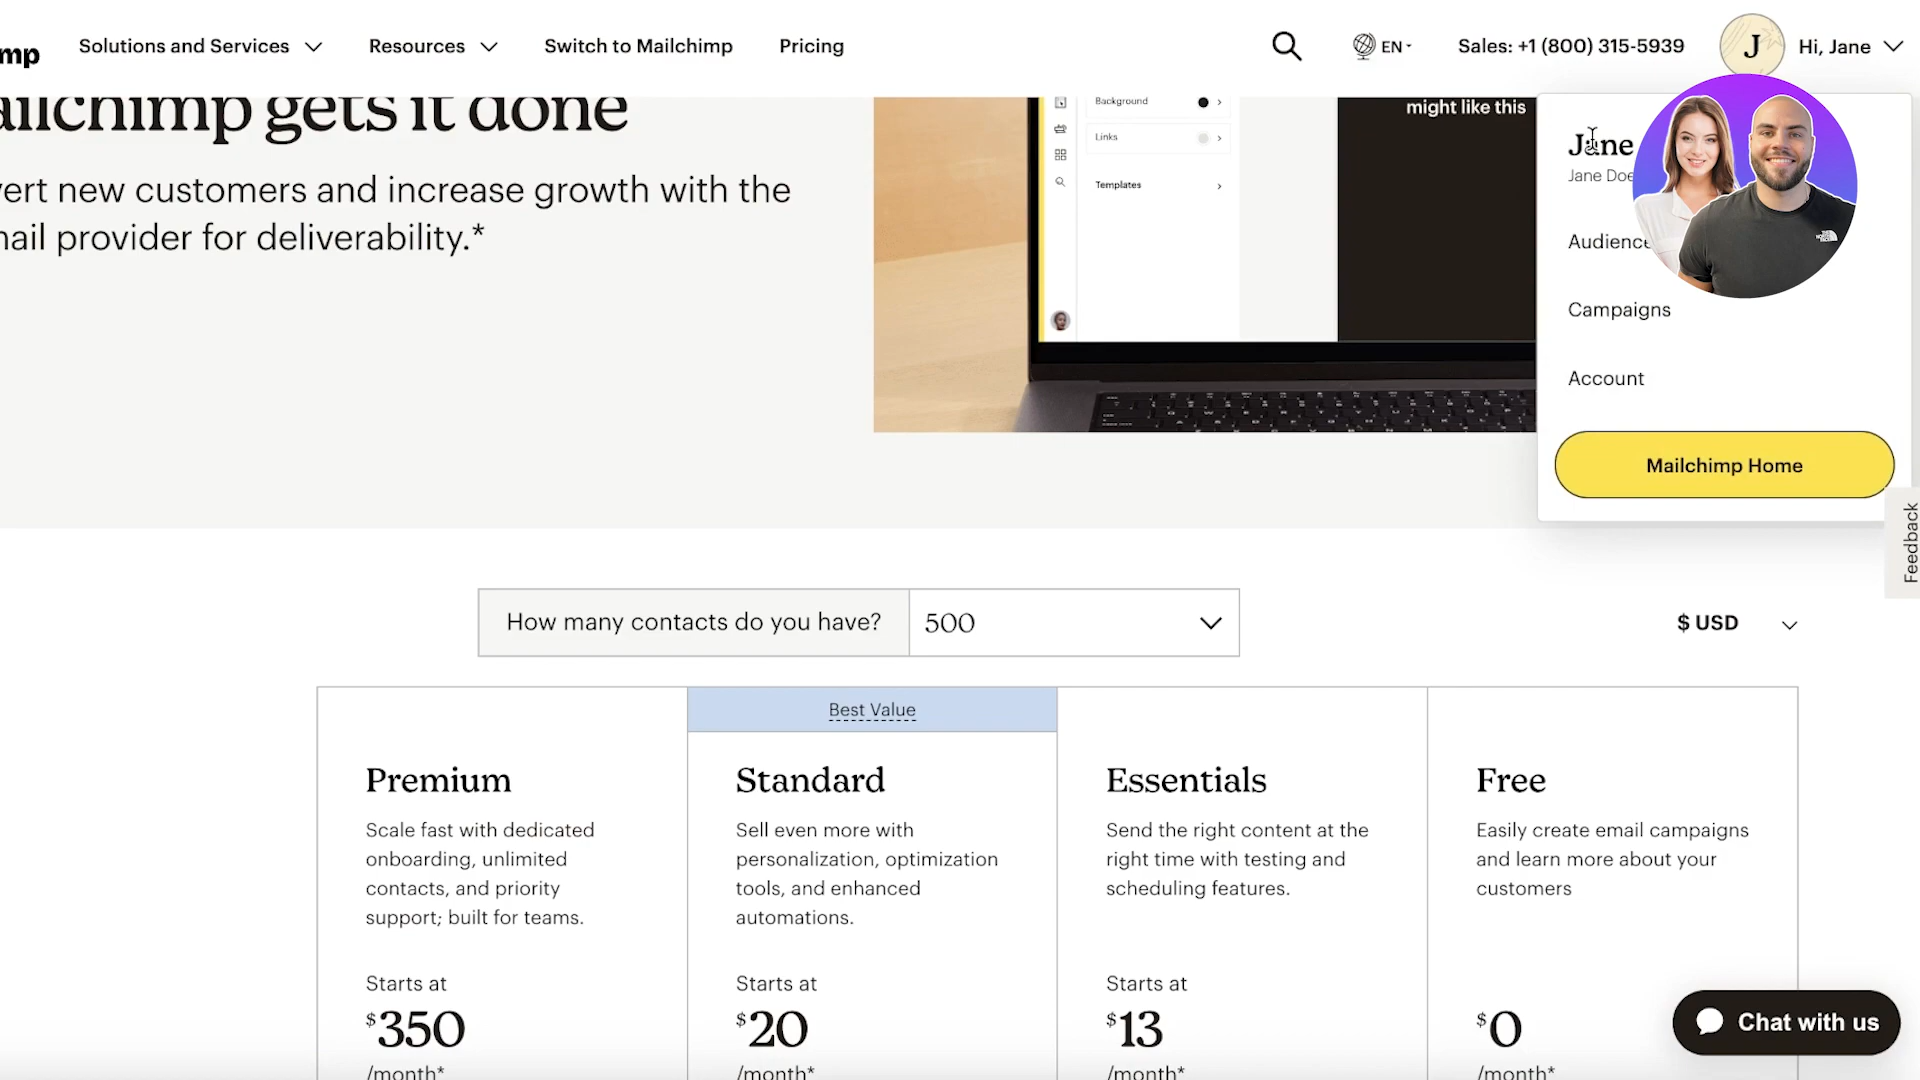 mp
Solutions and Services
Resources
Switch to Mailchimp
Pricing
EN
Sales: +1 (800) 315-5939
J
Hi, Jane
ailchimp gets it done
vert new customers and increase growth with the
nail provider for deliverability.*
Background
Links
Templates
might like this
Jane
Jane Doe
Audience
Campaigns
Account
Mailchimp Home
Feedback
How many contacts do you have?
500
$ USD
Premium
Scale fast with dedicated
onboarding, unlimited
contacts, and priority
support; built for teams.
Starts at
$350
/month*
Best Value
Standard
Sell even more with
personalization, optimization
tools, and enhanced
automations.
Starts at
$20
/month*
Essentials
Send the right content at the
right time with testing and
scheduling features.
Starts at
$13
/month*
Free
Easily create email campaigns
and learn more about your
customers
$0
/month*
Chat with us